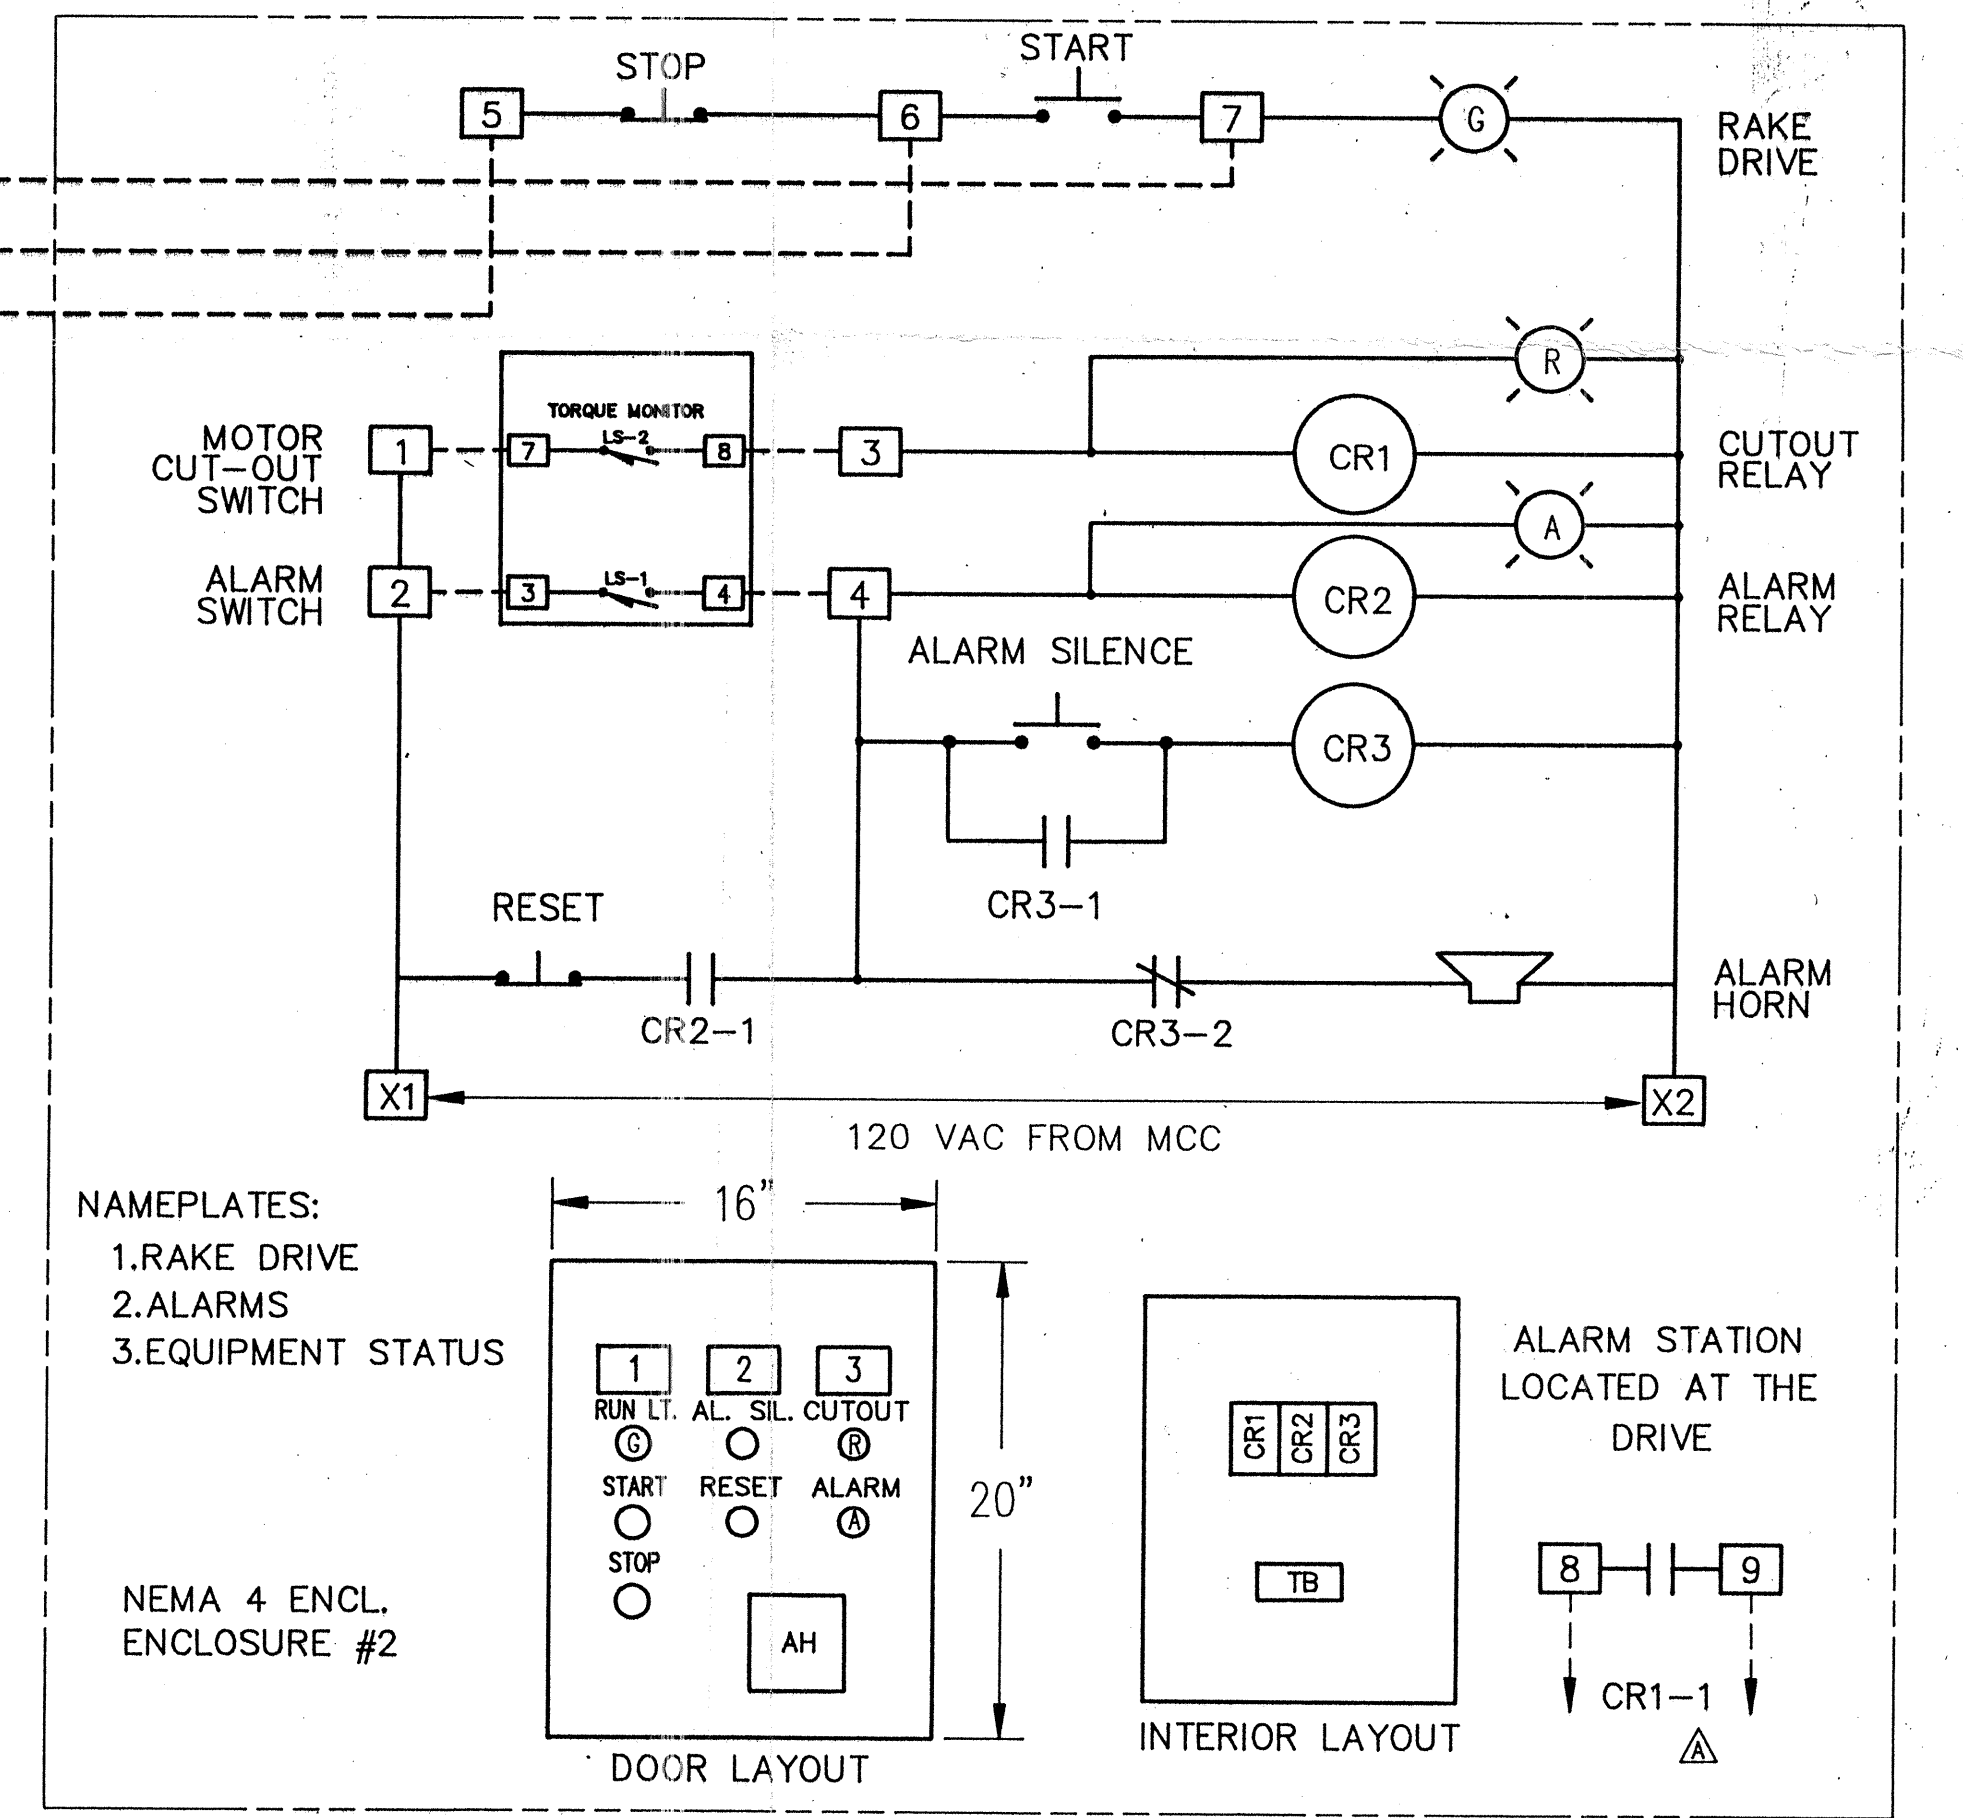 STOP
START
5
6
7
G
RAKE
DRIVE
R
TORQUE MONITOR
MOTOR
CUT-OUT
SWITCH
1
7
LS-2
8
3
CR1
CUTOUT
RELAY
A
ALARM
SWITCH
2
3
LS-1
4
4
CR2
ALARM
RELAY
ALARM SILENCE
CR3
CR3-1
RESET
CR2-1
CR3-2
ALARM
HORN
X1
X2
120 VAC FROM MCC
NAMEPLATES:
1.RAKE DRIVE
2.ALARMS
3.EQUIPMENT STATUS
16"
20"
1
2
3
RUN LT.
AL. SIL.
CUTOUT
G
R
START
RESET
ALARM
A
STOP
AH
DOOR LAYOUT
NEMA 4 ENCL.
ENCLOSURE #2
CR1
CR2
CR3
TB
INTERIOR LAYOUT
ALARM STATION
LOCATED AT THE
DRIVE
8
9
CR1-1
A